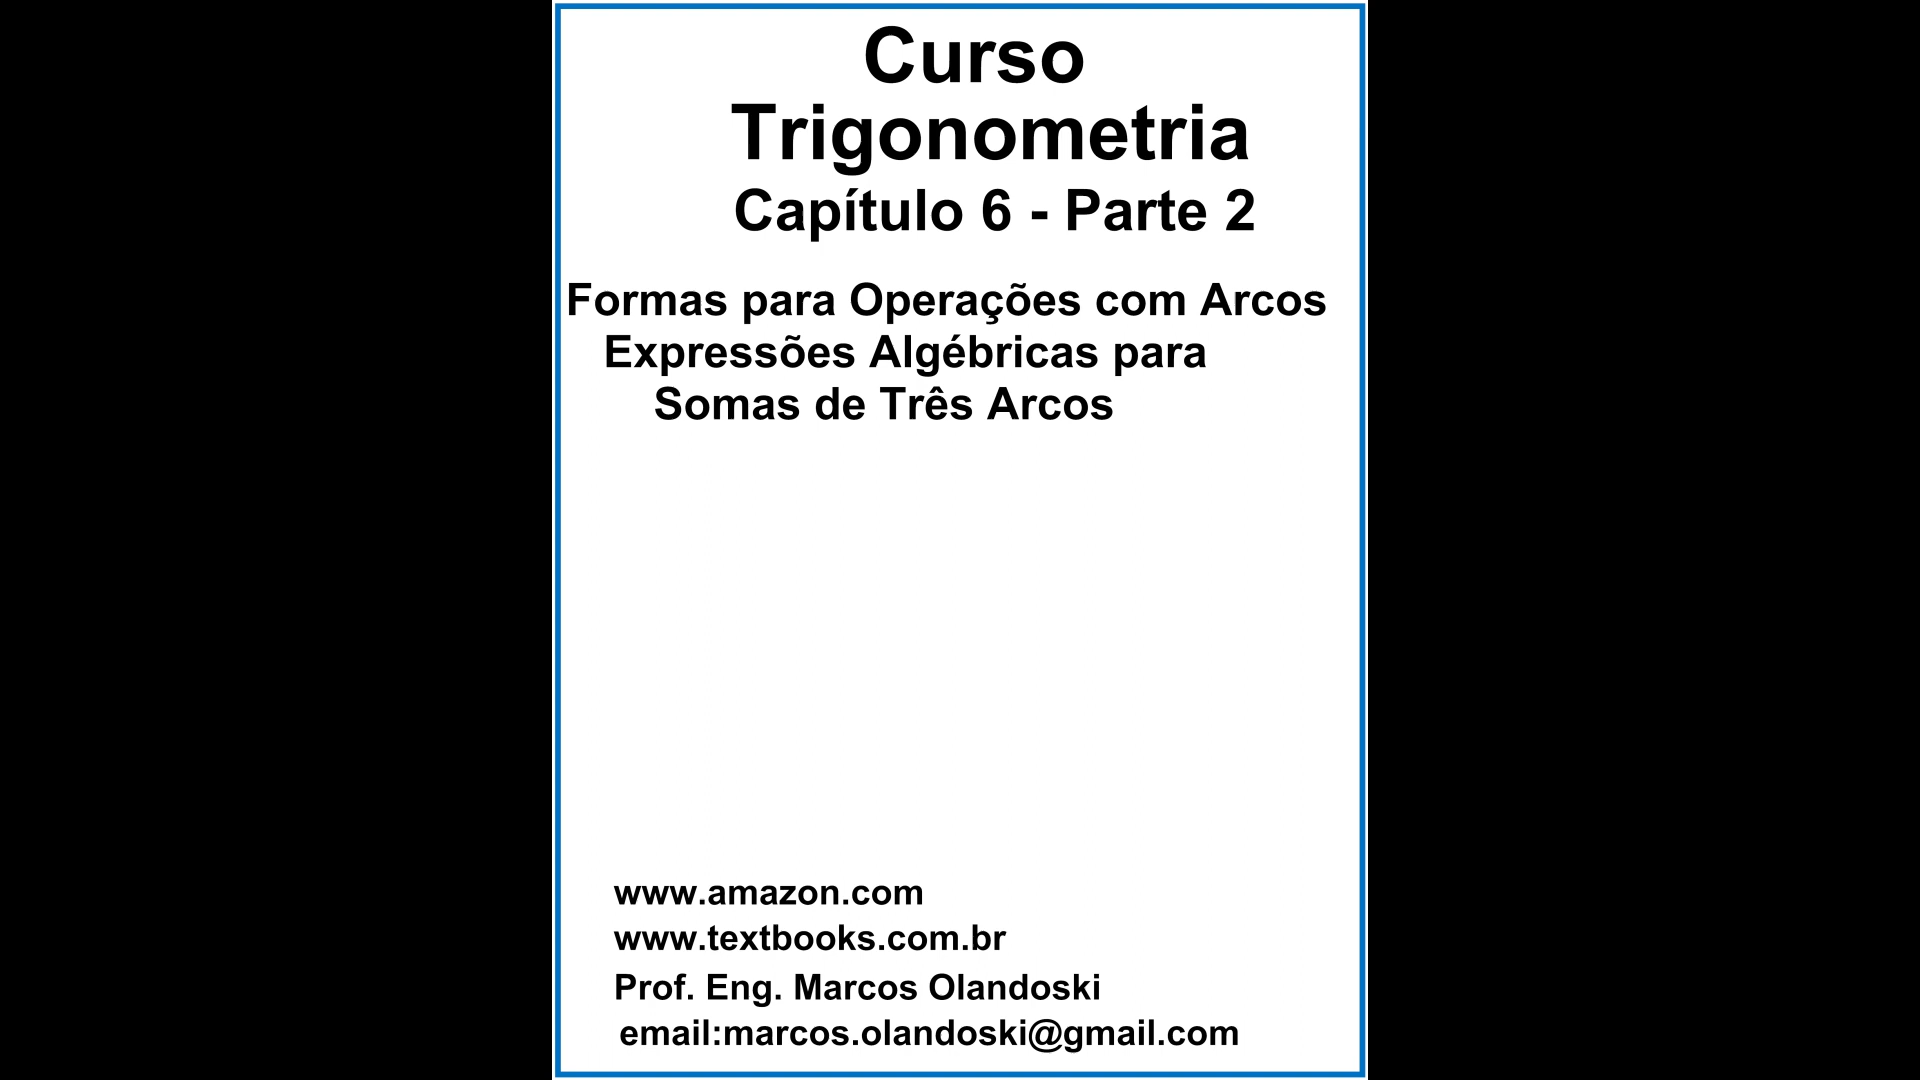 Curso
Trigonometria
Capítulo 6 - Parte 2
Formas para Operações com Arcos
Expressões Algébricas para
Somas de Três Arcos
www.amazon.com
www.textbooks.com.br
Prof. Eng. Marcos Olandoski
email:marcos.olandoski@gmail.com